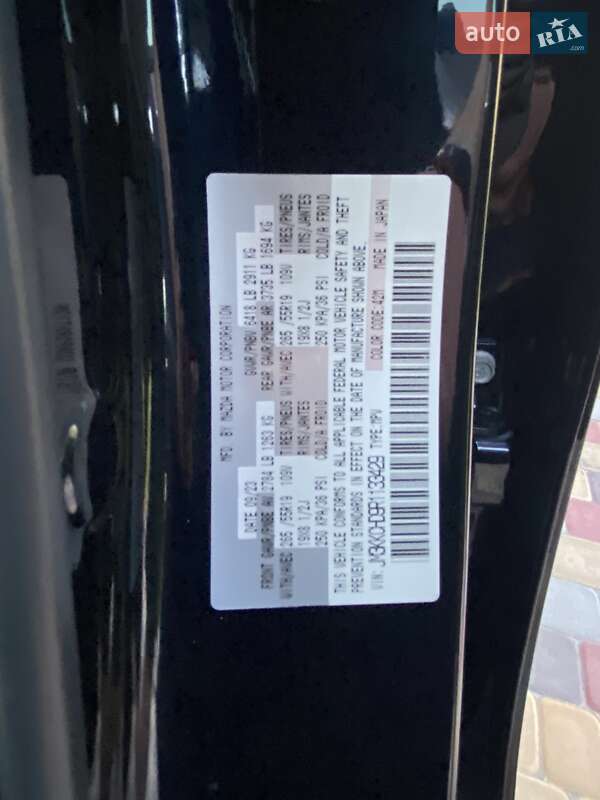 auto RIA.com
MFD BY MAZDA MOTOR CORPORATION
DATE: 09/23 GVWR/PNBV 6418 LB 2911 KG
FRONT GAWR/PNBE AV 2784 LB 1263 KG REAR GAWR/PNBE AR 3735 LB 1694 KG
WITH/AVEC TIRES/PNEUS WITH/AVEC TIRES/PNEUS
265 /55R19 109V RIMS/JANTES 265 /55R19 109V RIMS/JANTES
19X8 1/2J COLD/A FROID 19X8 1/2J COLD/A FROID
250 KPA/36 PSI 250 KPA/36 PSI
THIS VEHICLE CONFORMS TO ALL APPLICABLE FEDERAL MOTOR VEHICLE SAFETY AND THEFT
PREVENTION STANDARDS IN EFFECT ON THE DATE OF MANUFACTURE SHOWN ABOVE.
VIN: TYPE:MPV COLOR CODE:42M MADE IN JAPAN